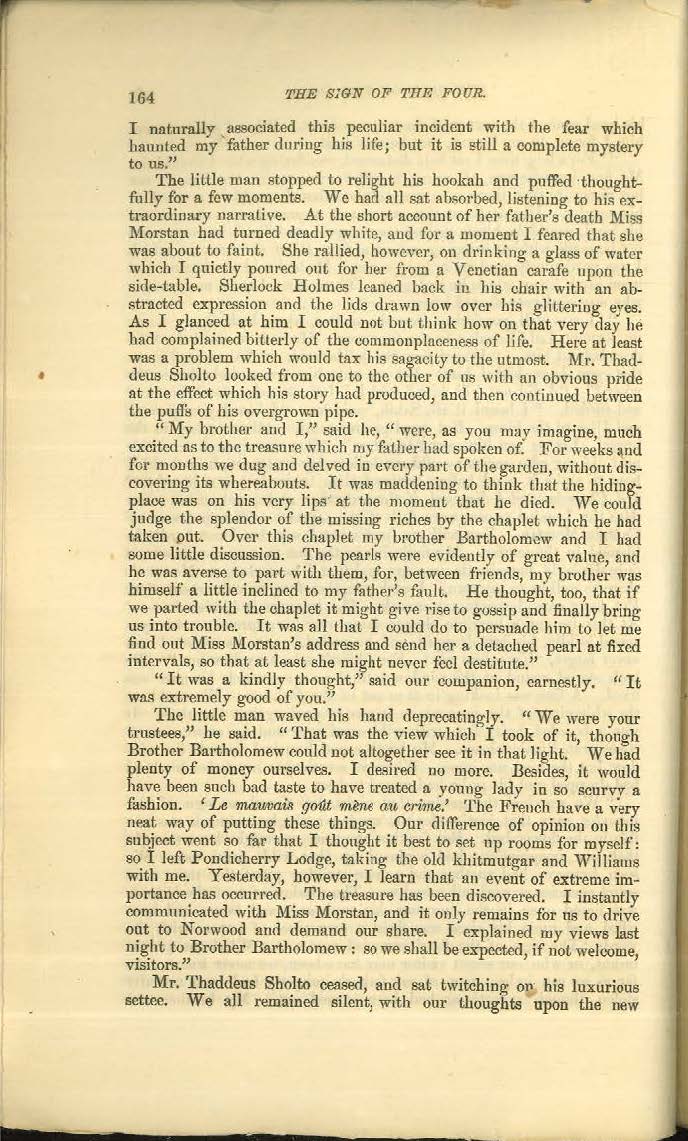 164
THE SIGN OF THE FOUR.
I naturally associated this peculiar incident with the fear which
haunted my father during his life; but it is still a complete mystery
to us.”
The little man stopped to relight his hookah and puffed thought-
fully for a few moments. We had all sat absorbed, listening to his ex-
traordinary narrative. At the short account of her father’s death Miss
Morstan had turned deadly white, and for a moment I feared that she
was about to faint. She rallied, however, on drinking a glass of water
which I quietly poured out for her from a Venetian carafe upon the
side-table. Sherlock Holmes leaned back in his chair with an ab-
stracted expression and the lids drawn low over his glittering eyes.
As I glanced at him I could not but think how on that very day he
had complained bitterly of the commonplaceness of life. Here at least
was a problem which would tax his sagacity to the utmost. Mr. Thad-
deus Sholto looked from one to the other of us with an obvious pride
at the effect which his story had produced, and then continued between
the puffs of his overgrown pipe.
“My brother and I,” said he, “were, as you may imagine, much
excited as to the treasure which my father had spoken of. For weeks and
for months we dug and delved in every part of the garden, without dis-
covering its whereabouts. It was maddening to think that the hiding-
place was on his very lips at the moment that he died. We could
judge the splendor of the missing riches by the chaplet which he had
taken out. Over this chaplet my brother Bartholomew and I had
some little discussion. The pearls were evidently of great value, and
he was averse to part with them, for, between friends, my brother was
himself a little inclined to my father’s fault. He thought, too, that if
we parted with the chaplet it might give rise to gossip and finally bring
us into trouble. It was all that I could do to persuade him to let me
find out Miss Morstan’s address and send her a detached pearl at fixed
intervals, so that at least she might never feel destitute.”
“It was a kindly thought,” said our companion, earnestly. “It
was extremely good of you.”
The little man waved his hand deprecatingly. “We were your
trustees,” he said. “That was the view which I took of it, though
Brother Bartholomew could not altogether see it in that light. We had
plenty of money ourselves. I desired no more. Besides, it would
have been such bad taste to have treated a young lady in so scurvy a
fashion. ‘Le mauvais goût mène au crime.’ The French have a very
neat way of putting these things. Our difference of opinion on this
subject went so far that I thought it best to set up rooms for myself:
so I left Pondicherry Lodge, taking the old khitmutgar and Williams
with me. Yesterday, however, I learn that an event of extreme im-
portance has occurred. The treasure has been discovered. I instantly
communicated with Miss Morstan, and it only remains for us to drive
out to Norwood and demand our share. I explained my views last
night to Brother Bartholomew: so we shall be expected, if not welcome,
visitors.”
Mr. Thaddeus Sholto ceased, and sat twitching on his luxurious
settee. We all remained silent, with our thoughts upon the new